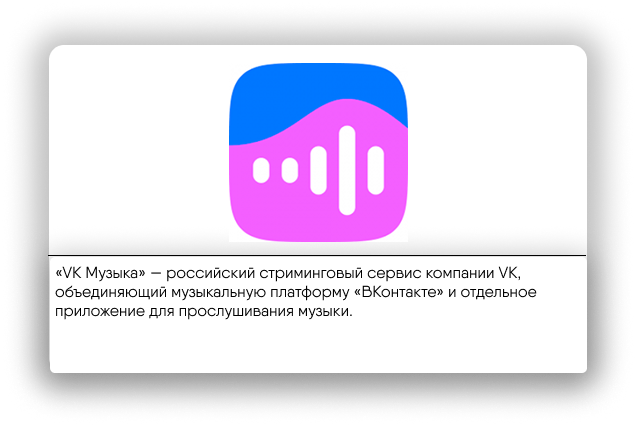 «VK Музыка» — российский стриминговый сервис компании VK,
объединяющий музыкальную платформу «ВКонтакте» и отдельное
приложение для прослушивания музыки.